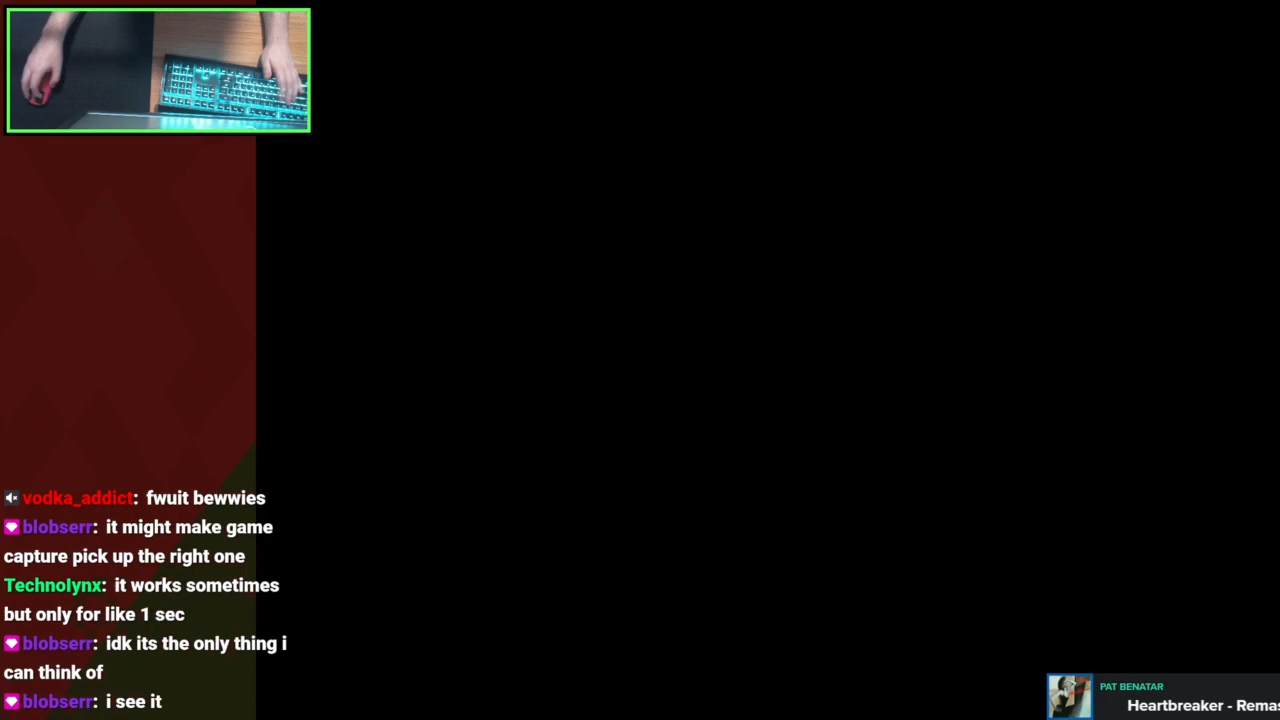 vodka_addict: fwuit bewwies
blobserr: it might make game
capture pick up the right one
Technolynx: it works sometimes
but only for like 1 sec
blobserr: idk its the only thing i
can think of
blobserr: i see it
PAT BENATAR
Heartbreaker - Remas